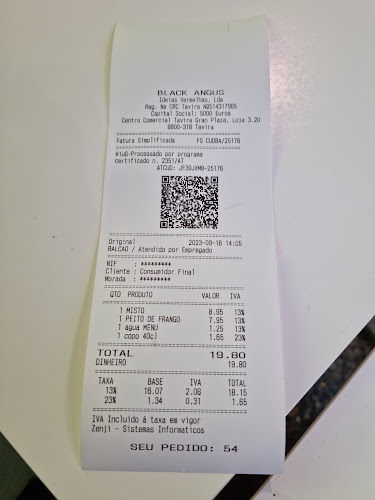 BLACK ANGUS
Ideias Vermelhas, Lda
Reg. Na CRC Tavira Nº514317965
Capital Social: 5000 Euros
Centro Comercial Tavira Gran Plaza, Loja 3.20
8800-318 Tavira
Fatura Simplificada FS CUDBA/25176
A1uG-Processado por programa
certificado n. 2351/AT
ATCUD: JF39JXMB-25176
Original 2023-09-16 14:05
BALCAO / Atendido por Empregado
NIF : *********
Cliente : Consumidor Final
Morada : *********
QTD PRODUTO VALOR IVA
1 MISTO 8.95 13%
1 PEITO DE FRANGO 7.95 13%
1 agua MENU 1.25 13%
1 copo 40cl 1.65 23%
TOTAL 19.80
DINHEIRO 19.80
TAXA BASE IVA TOTAL
13% 16.07 2.08 18.15
23% 1.34 0.31 1.65
IVA Incluido á taxa em vigor
Zenji - Sistemas Informaticos
SEU PEDIDO: 54